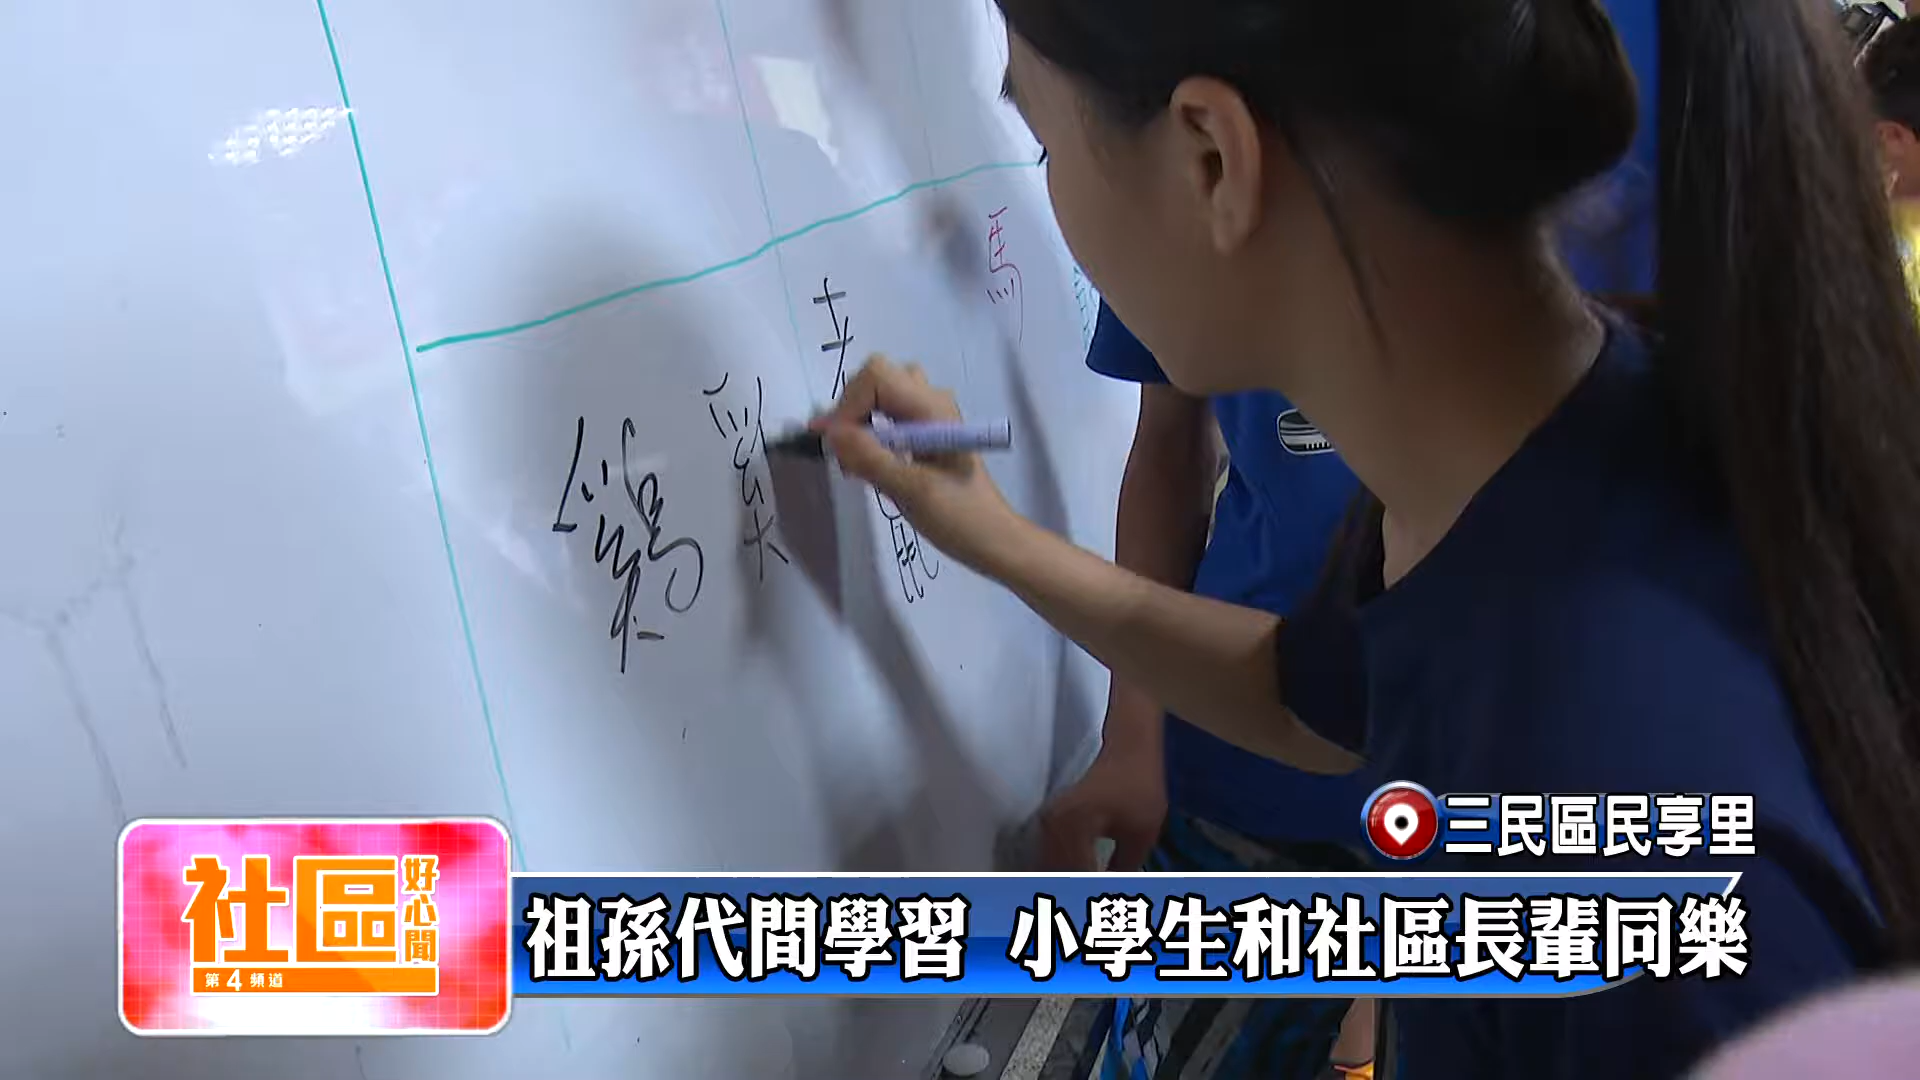 馬
三民區民享里
社區
好心聞
第4頻道
祖孫代間學習 小學生和社區長輩同樂